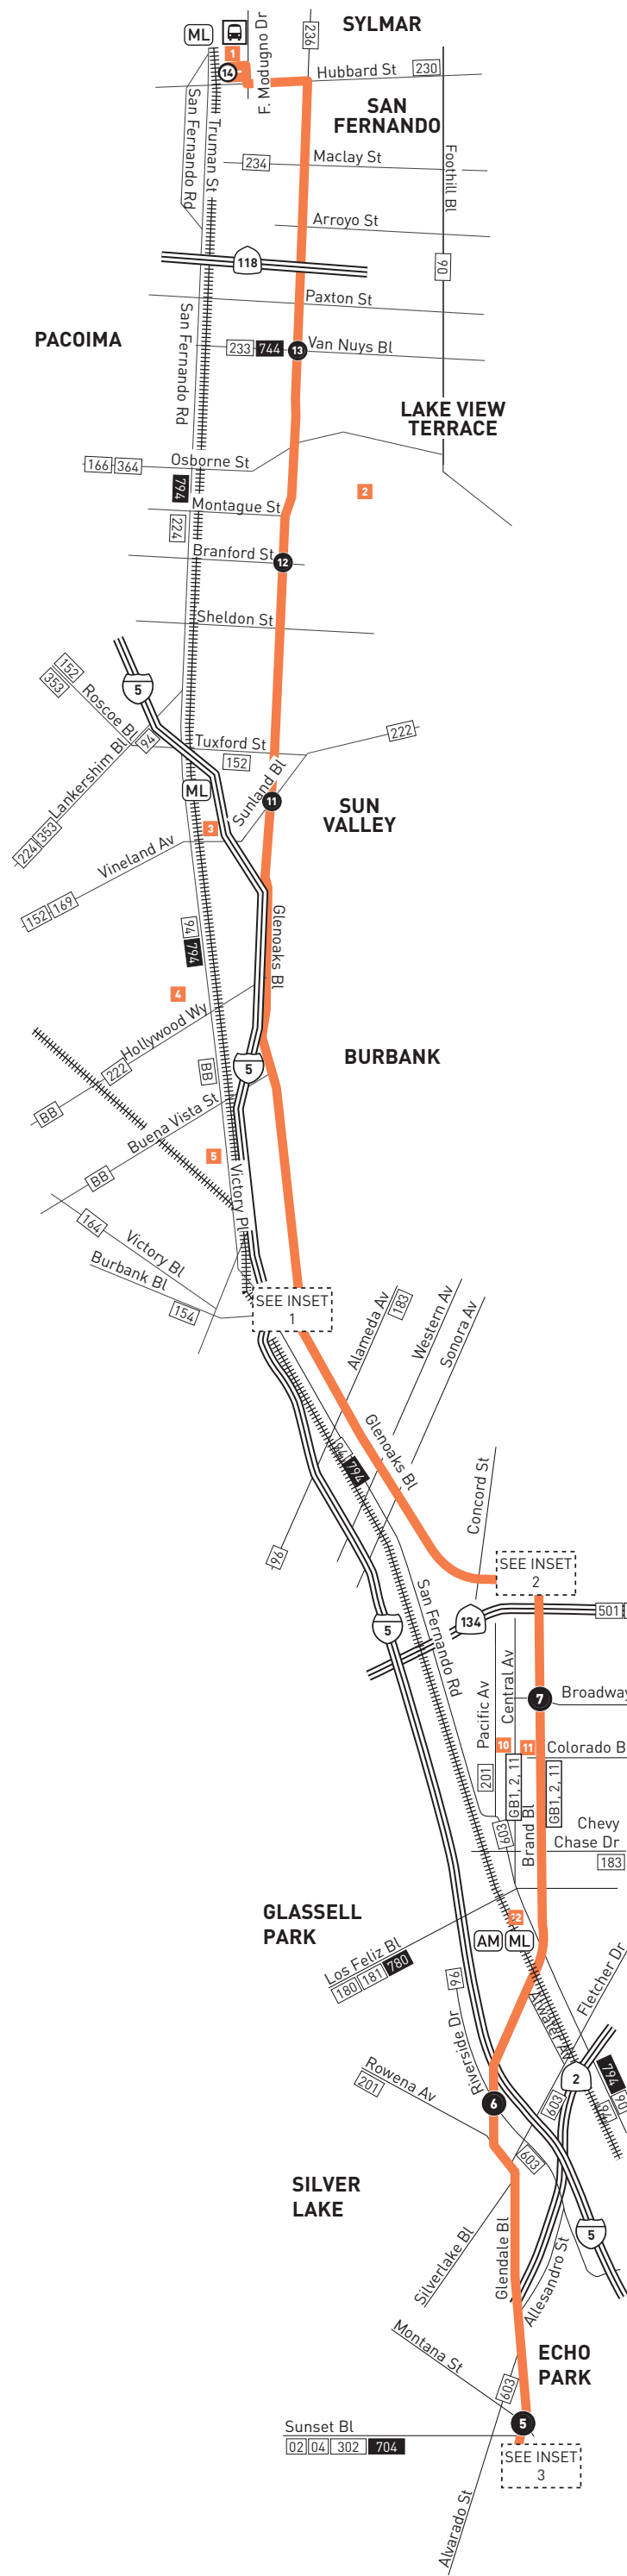 ML
F. Modugno Dr
236
SYLMAR
1
14
Hubbard St
230
SAN
FERNANDO
San Fernando Rd
Truman St
234
Maclay St
Foothill Bl
Arroyo St
118
90
Paxton St
San Fernando Rd
PACOIMA
233
744
13
Van Nuys Bl
LAKE VIEW
TERRACE
166
364
Osborne St
794
2
Montague St
224
Branford St
12
Sheldon St
152
353
Roscoe Bl
5
94
Lankershim Bl
224
353
Tuxford St
152
222
ML
Sunland Bl
11
SUN
VALLEY
3
Vineland Av
152
169
94
794
Glenoaks Bl
4
Hollywood Wy
222
BB
BB
5
BURBANK
Buena Vista St
BB
5
Victory Pl
164
Victory Bl
Burbank Bl
154
SEE INSET
1
Alameda Av
183
Western Av
Sonora Av
94
794
Glenoaks Bl
96
Concord St
SEE INSET
2
San Fernando Rd
5
134
501
Pacific Av
Central Av
7
Broadway
10
11
Colorado B
201
GB1, 2, 11
GB1, 2, 11
Brand Bl
603
Chevy
Chase Dr
183
GLASSELL
PARK
22
AM
ML
Los Feliz Bl
180
181
780
96
Riverside Dr
Atwater Av
Fletcher Dr
2
794
90
94
Rowena Av
201
6
603
603
SILVER
LAKE
5
Silverlake Bl
Glendale Bl
Allesandro St
Montana St
ECHO
PARK
603
5
Sunset Bl
02
04
302
704
SEE INSET
3
Alvarado St